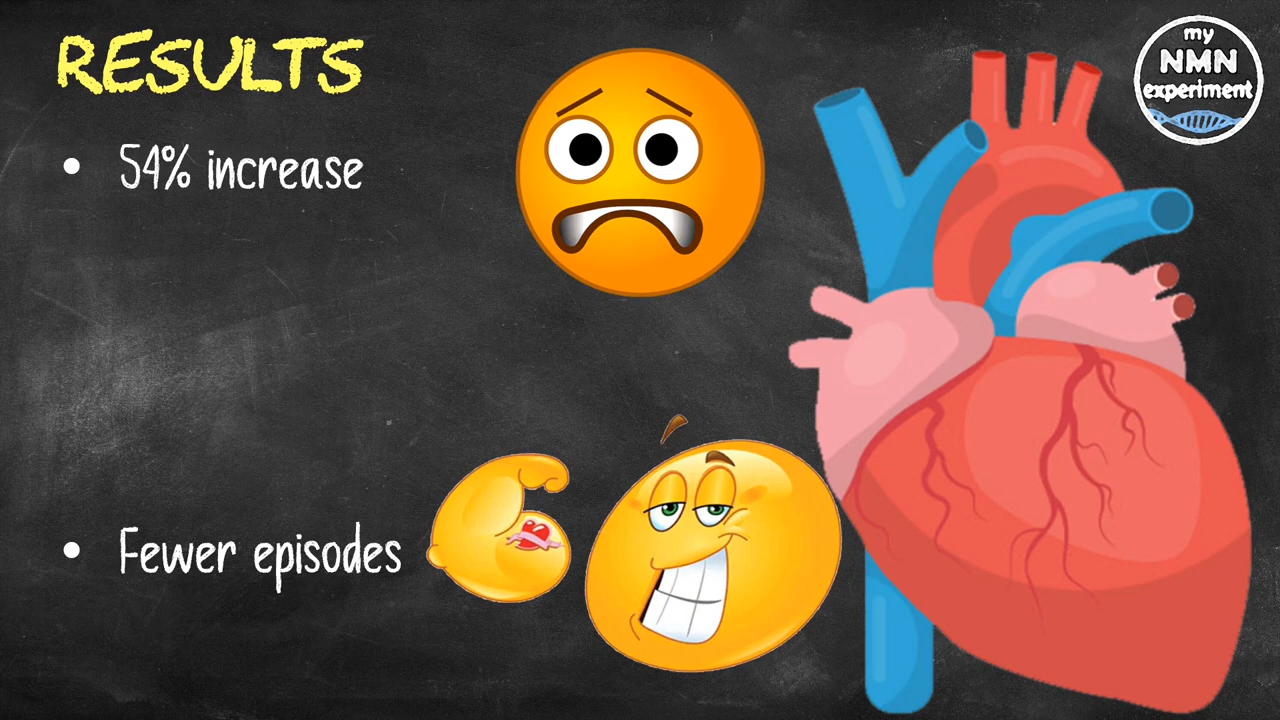 RESULTS
my
NMN
experiment
• 54% increase
• Fewer episodes